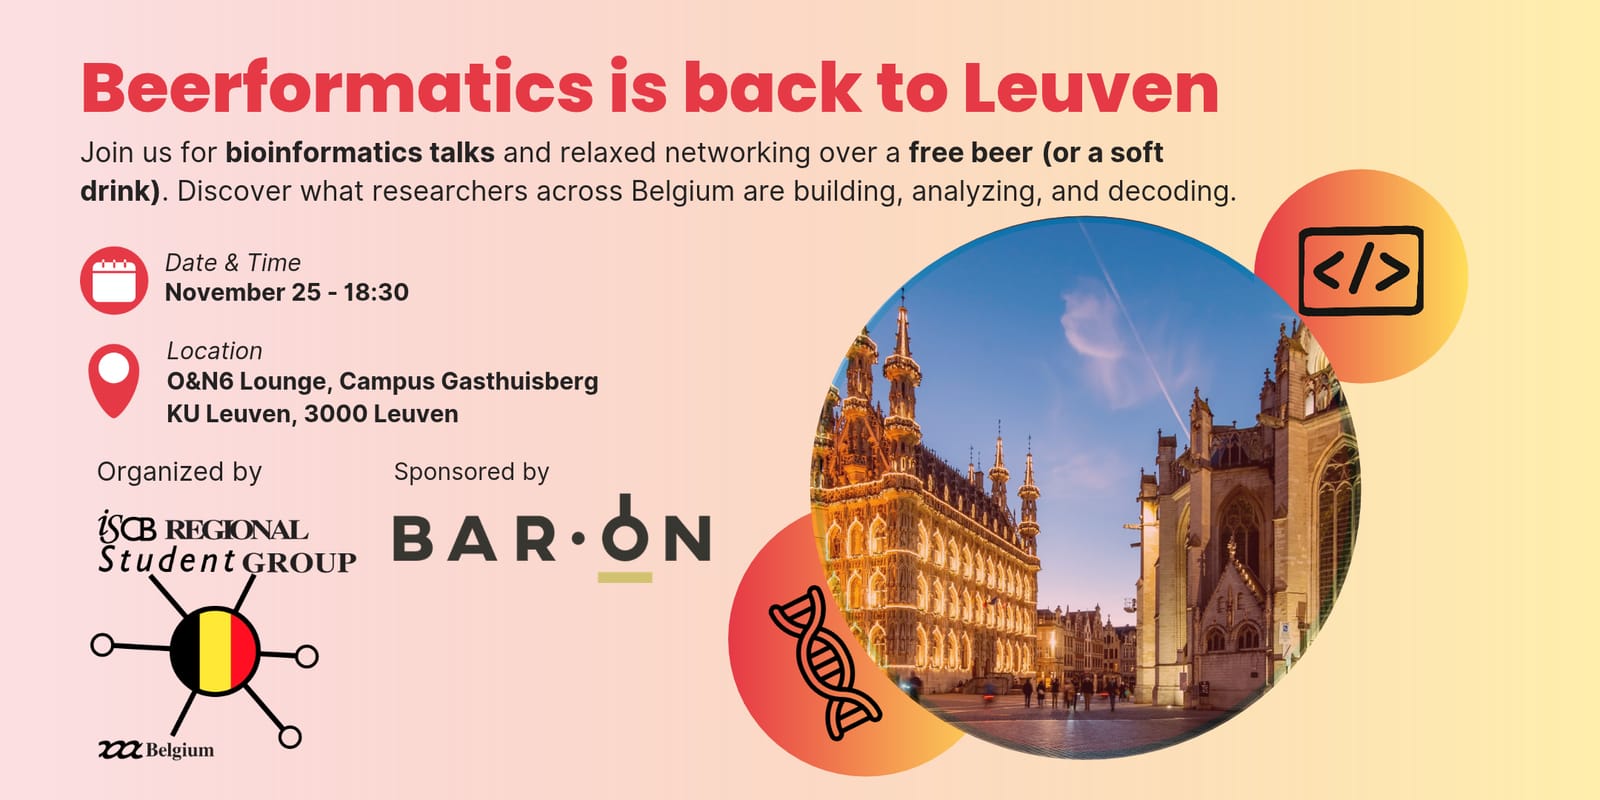 Beerformatics is back to Leuven
Join us for bioinformatics talks and relaxed networking over a free beer (or a soft
drink). Discover what researchers across Belgium are building, analyzing, and decoding.
Date & Time
November 25 - 18:30
Location
O&N6 Lounge, Campus Gasthuisberg
KU Leuven, 3000 Leuven
Organized by
iSCB REGIONAL
Student GROUP
Belgium
Sponsored by
BAR·ON
</>